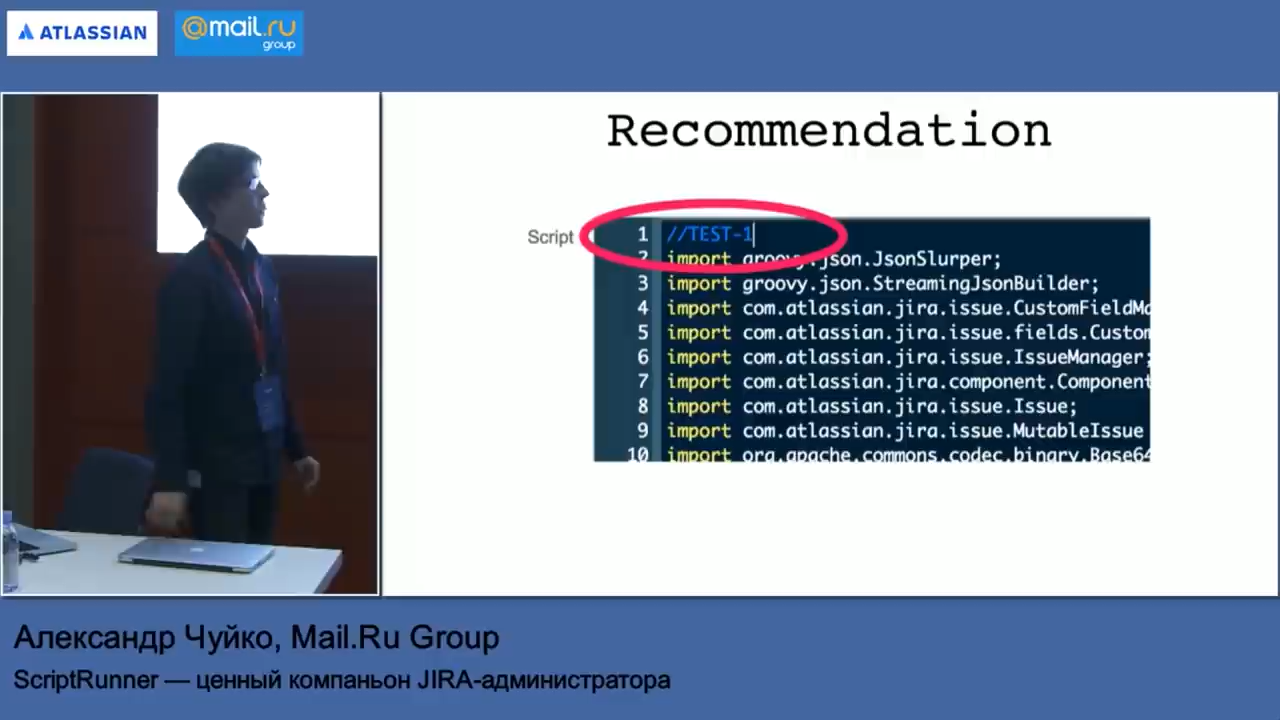 ATLASSIAN
@mail.ru
group
Recommendation
Script
1 //TEST-1
2 import groovy.json.JsonSlurper;
3 import groovy.json.StreamingJsonBuilder;
4 import com.atlassian.jira.issue.CustomFieldMa
5 import com.atlassian.jira.issue.fields.Custom
6 import com.atlassian.jira.issue.IssueManager;
7 import com.atlassian.jira.component.Component
8 import com.atlassian.jira.issue.Issue;
9 import com.atlassian.jira.issue.MutableIssue
10 import org.apache.commons.codec.binary.Base64
Александр Чуйко, Mail.Ru Group
ScriptRunner — ценный компаньон JIRA-администратора